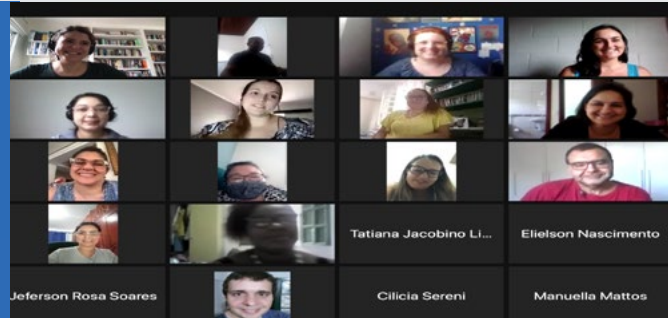 Tatiana Jacobino Li...
Elielson Nascimento
Jeferson Rosa Soares
Cilicia Sereni
Manuella Mattos